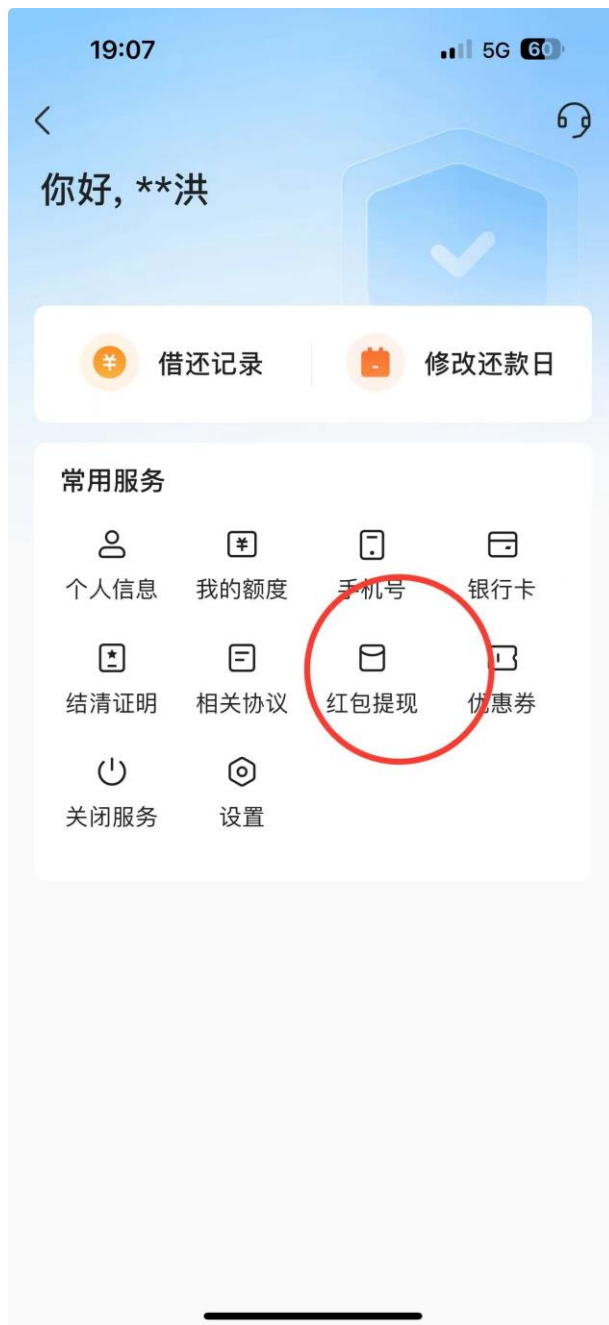 19:07 5G 60
你好, **洪
借还记录 修改还款日
常用服务
个人信息 我的额度 手机号 银行卡
结清证明 相关协议 红包提现 优惠券
关闭服务 设置